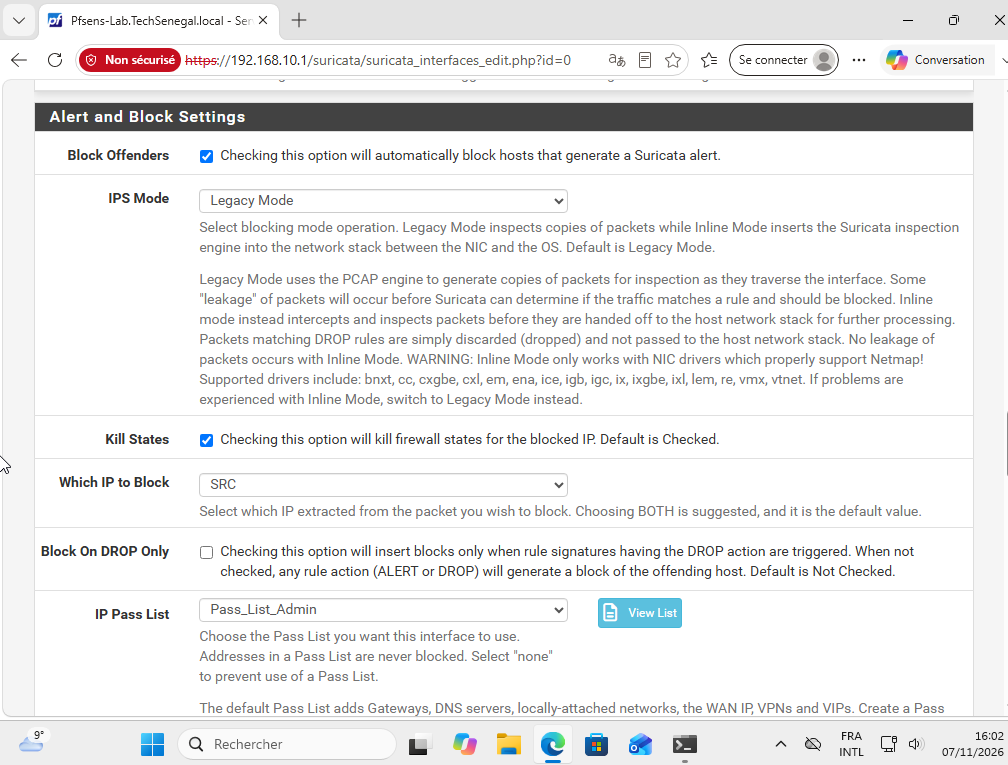 Pfsens-Lab.TechSenegal.local - Ser
Non sécurisé https://192.168.10.1/suricata/suricata_interfaces_edit.php?id=0 Se connecter Conversation
Alert and Block Settings
Block Offenders Checking this option will automatically block hosts that generate a Suricata alert.
IPS Mode Legacy Mode
Select blocking mode operation. Legacy Mode inspects copies of packets while Inline Mode inserts the Suricata inspection
engine into the network stack between the NIC and the OS. Default is Legacy Mode.
Legacy Mode uses the PCAP engine to generate copies of packets for inspection as they traverse the interface. Some
"leakage" of packets will occur before Suricata can determine if the traffic matches a rule and should be blocked. Inline
mode instead intercepts and inspects packets before they are handed off to the host network stack for further processing.
Packets matching DROP rules are simply discarded (dropped) and not passed to the host network stack. No leakage of
packets occurs with Inline Mode. WARNING: Inline Mode only works with NIC drivers which properly support Netmap!
Supported drivers include: bnxt, cc, cxgbe, cxl, em, ena, ice, igb, igc, ix, ixgbe, ixl, lem, re, vmx, vtnet. If problems are
experienced with Inline Mode, switch to Legacy Mode instead.
Kill States Checking this option will kill firewall states for the blocked IP. Default is Checked.
Which IP to Block SRC
Select which IP extracted from the packet you wish to block. Choosing BOTH is suggested, and it is the default value.
Block On DROP Only Checking this option will insert blocks only when rule signatures having the DROP action are triggered. When not
checked, any rule action (ALERT or DROP) will generate a block of the offending host. Default is Not Checked.
IP Pass List Pass_List_Admin View List
Choose the Pass List you want this interface to use.
Addresses in a Pass List are never blocked. Select "none"
to prevent use of a Pass List.
The default Pass List adds Gateways, DNS servers, locally-attached networks, the WAN IP, VPNs and VIPs. Create a Pass
9° Rechercher FRA 16:02
INTL 07/11/2026